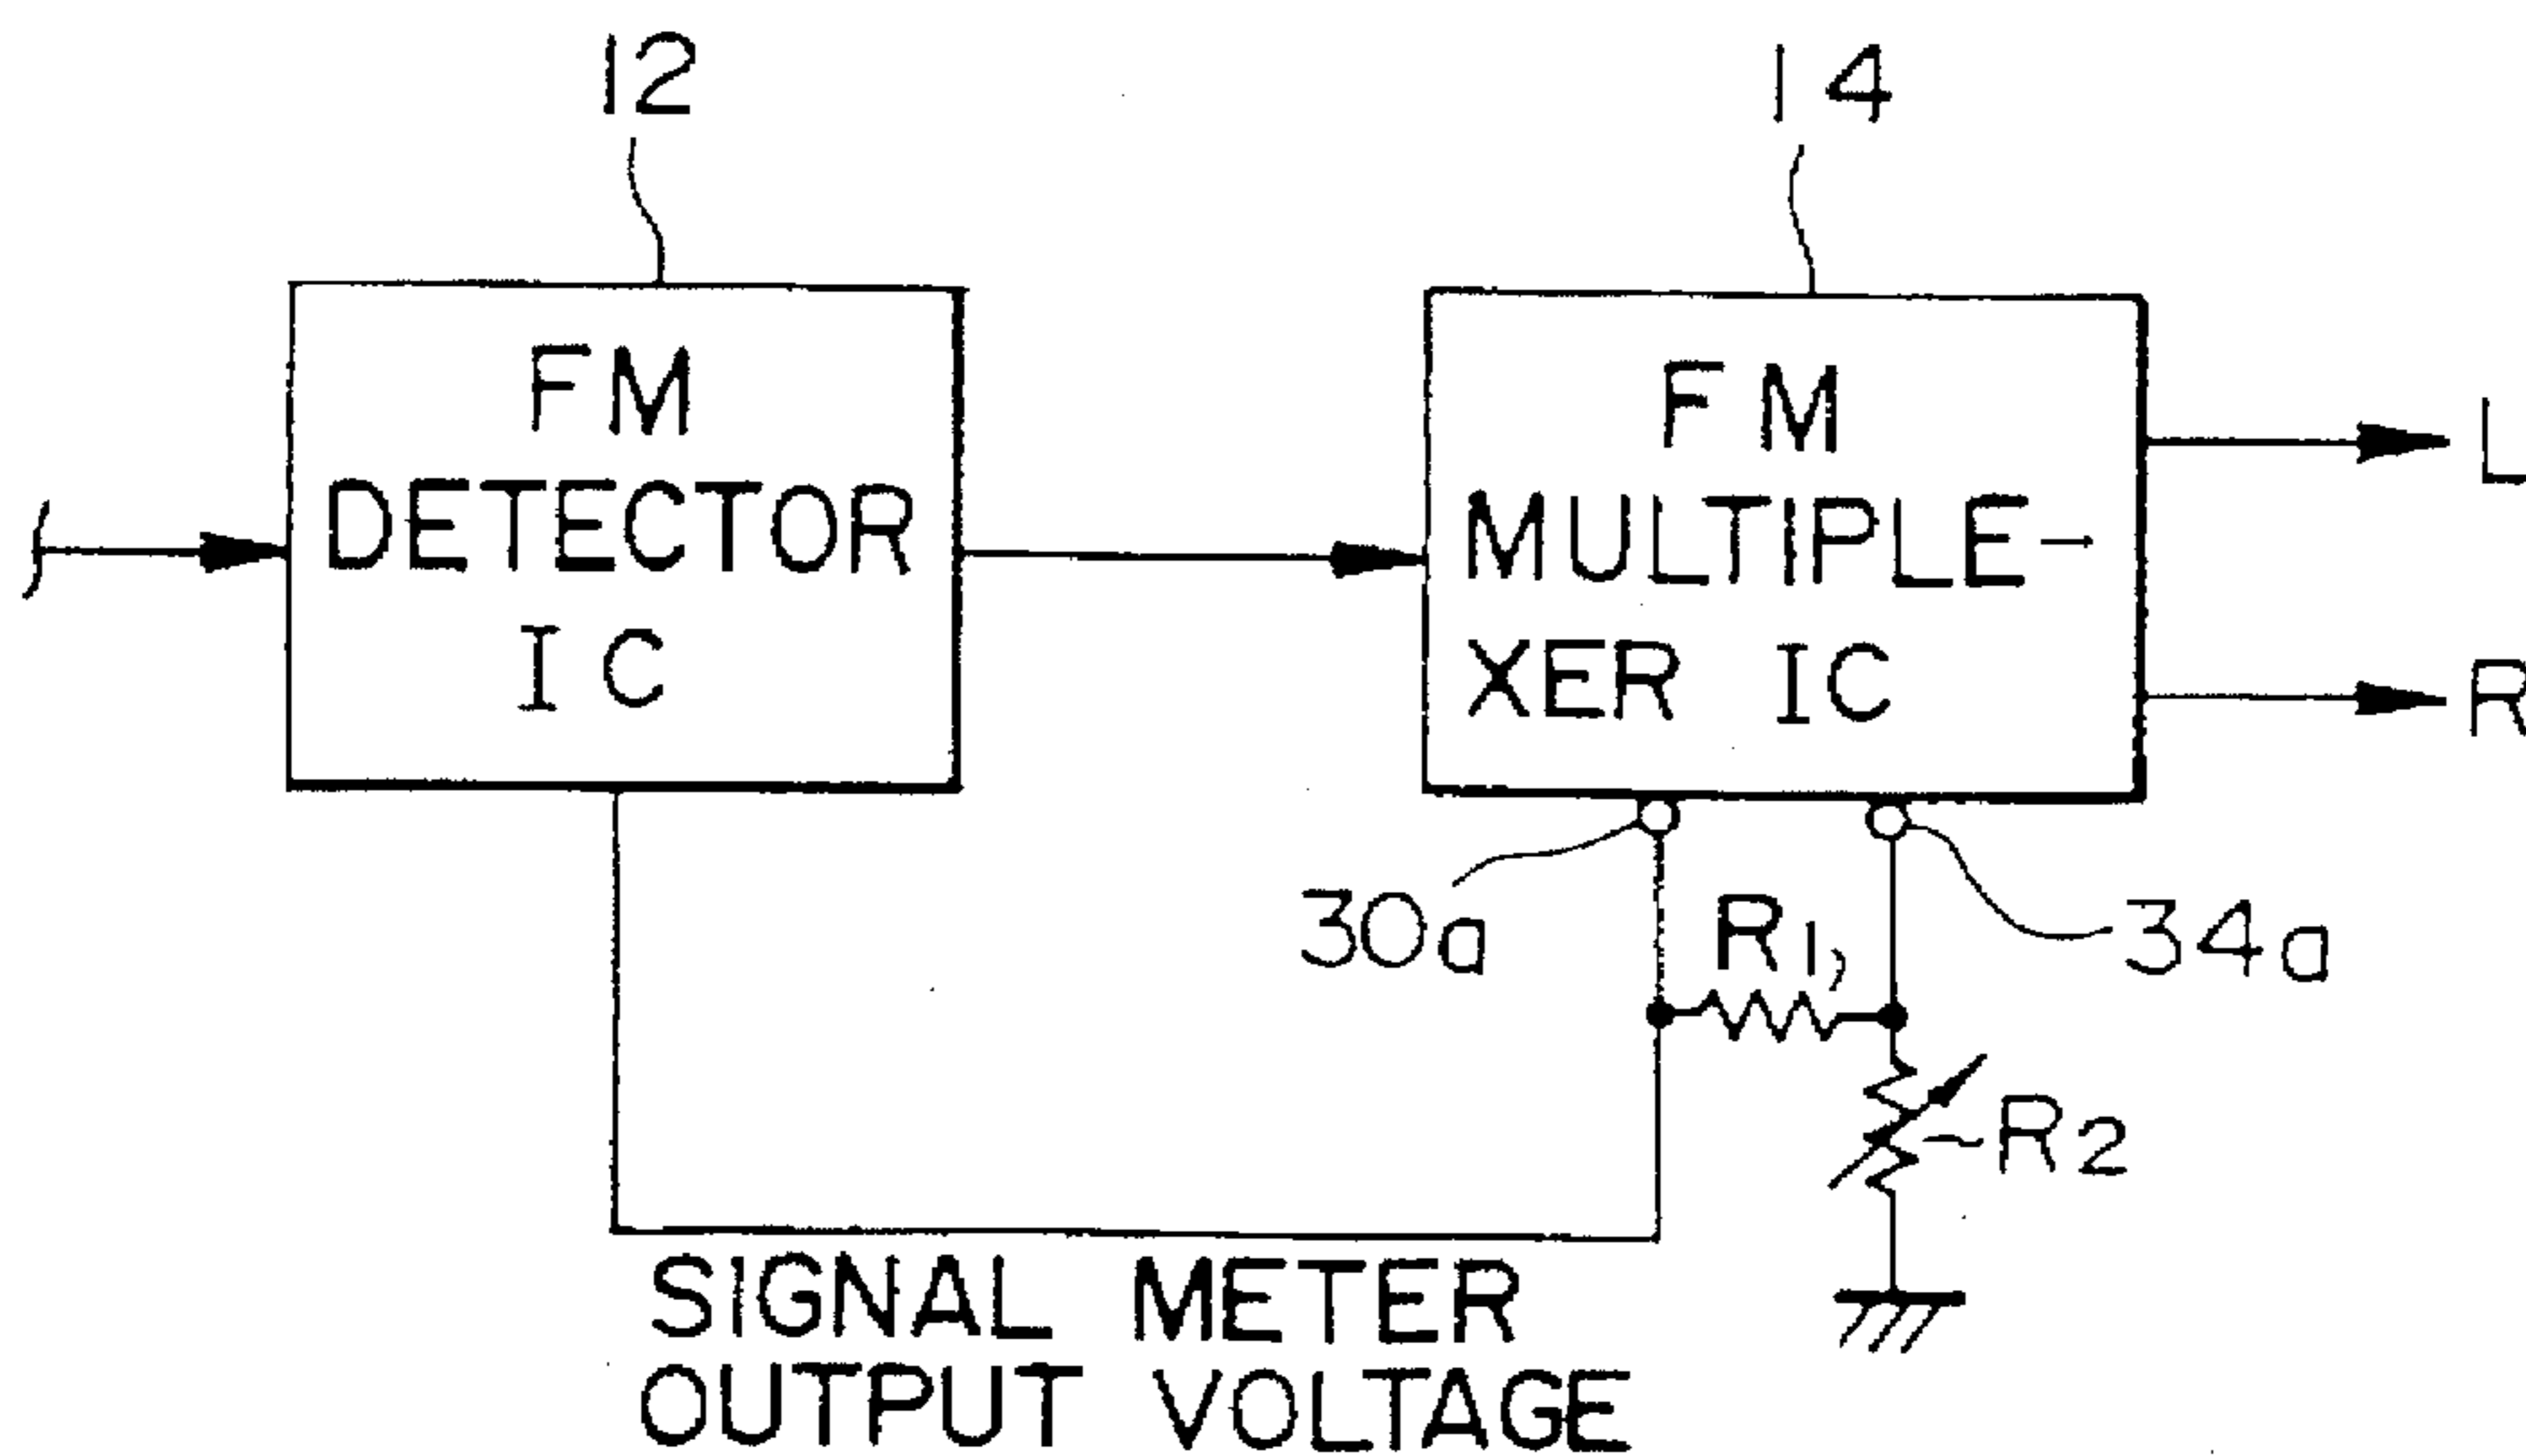 12
14
FM
DETECTOR
IC
FM
MULTIPLE-
XER IC
L
R
30a
R1
34a
R2
SIGNAL METER
OUTPUT VOLTAGE